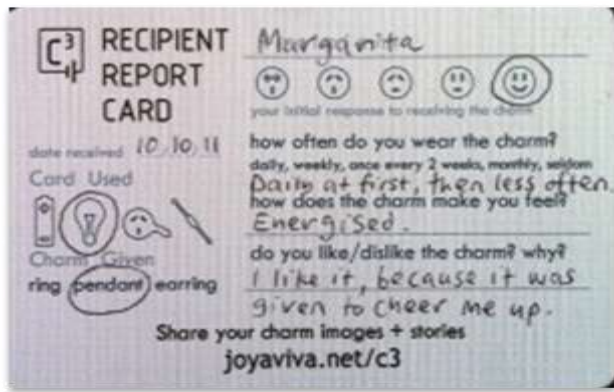 C3
RECIPIENT
REPORT
CARD
Marganita
your initial response to receiving the charm
date received 10.10.11
Card Used
Charm Given
ring pendant earring
how often do you wear the charm?
daily, weekly, once every 2 weeks, monthly, seldom
Daily at first, then less often.
how does the charm make you feel?
Energised.
do you like/dislike the charm? why?
I like it, because it was
given to cheer me up.
Share your charm images + stories
joyaviva.net/c3